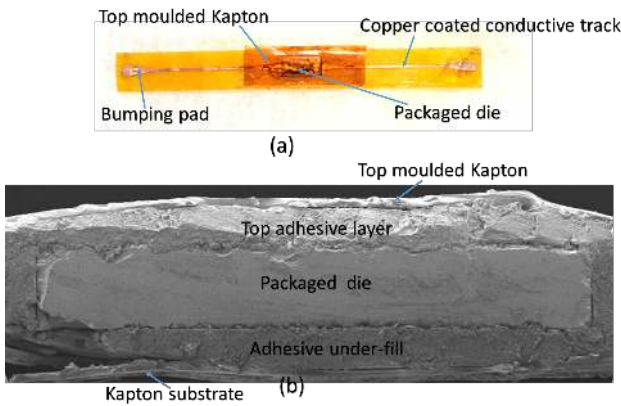 Top moulded Kapton
Copper coated conductive track
Bumping pad
Packaged die
(a)
Top moulded Kapton
Top adhesive layer
Packaged die
Adhesive under-fill
Kapton substrate
(b)